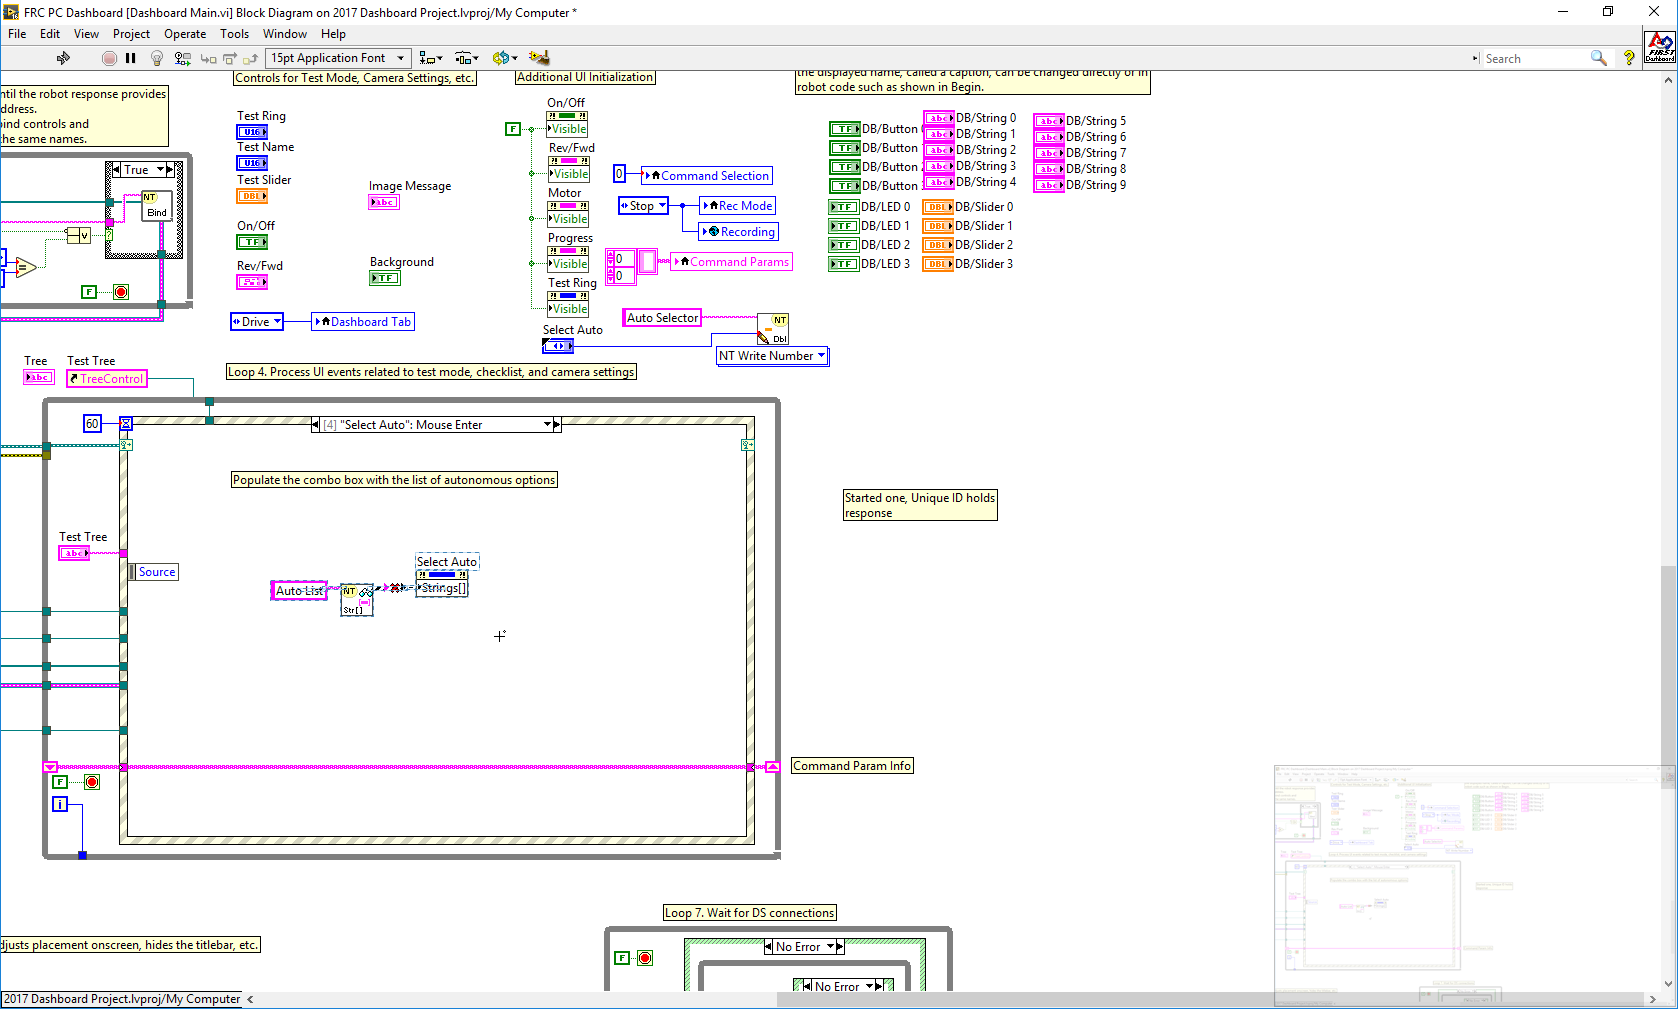 FRC PC Dashboard [Dashboard Main.vi] Block Diagram on 2017 Dashboard Project.lvproj/My Computer *
File Edit View Project Operate Tools Window Help
15pt Application Font
Search
FIRST
Dashboard
ntil the robot response provides
ddress.
bind controls and
the same names.
True
NT
Bind
V
?
=
F
Controls for Test Mode, Camera Settings, etc.
Test Ring
U16
Test Name
U16
Test Slider
DBL
On/Off
TF
Rev/Fwd
Image Message
abc
Background
TF
Drive
Dashboard Tab
Additional UI Initialization
F
On/Off
Visible
Rev/Fwd
Visible
Motor
Visible
Progress
Visible
Test Ring
Visible
Select Auto
0
Command Selection
Stop
Rec Mode
Recording
0
0
Command Params
Auto Selector
NT
Dbl
NT Write Number
the displayed name, called a caption, can be changed directly or in
robot code such as shown in Begin.
TF DB/Button
TF DB/Button
TF DB/Button
TF DB/Button
TF DB/LED 0
TF DB/LED 1
TF DB/LED 2
TF DB/LED 3
abc DB/String 0
abc DB/String 1
abc DB/String 2
abc DB/String 3
abc DB/String 4
DBL DB/Slider 0
DBL DB/Slider 1
DBL DB/Slider 2
DBL DB/Slider 3
abc DB/String 5
abc DB/String 6
abc DB/String 7
abc DB/String 8
abc DB/String 9
Tree
abc
Test Tree
TreeControl
Loop 4. Process UI events related to test mode, checklist, and camera settings
60
[4] "Select Auto": Mouse Enter
Populate the combo box with the list of autonomous options
Started one, Unique ID holds
response
Test Tree
abc
Source
Auto List
NT
Str[]
Select Auto
Strings[]
Command Param Info
F
i
Loop 7. Wait for DS connections
djusts placement onscreen, hides the titlebar, etc.
F
No Error
No Error
2017 Dashboard Project.lvproj/My Computer